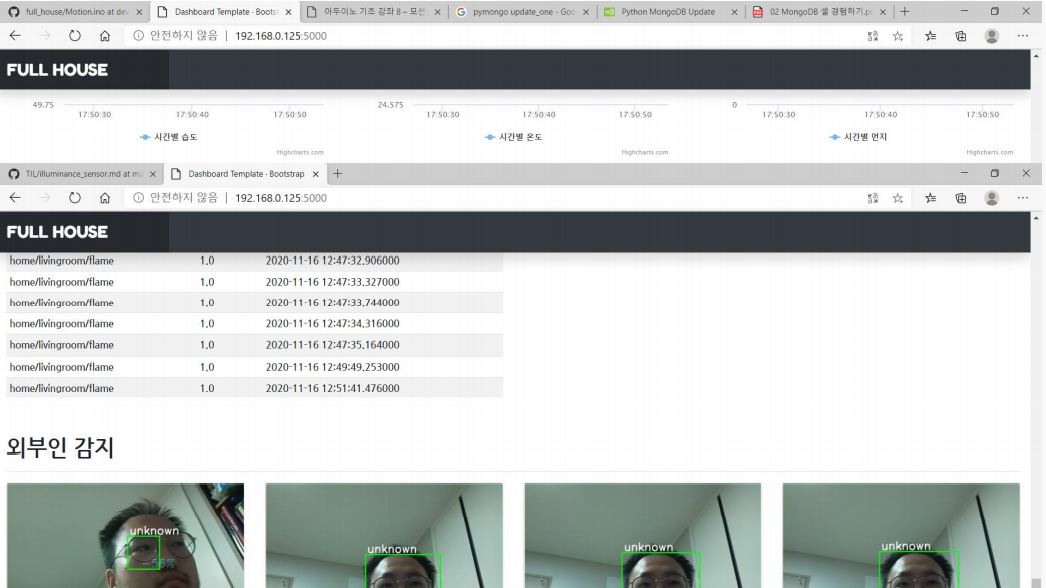 full_house/Motion.ino at dev
Dashboard Template · Bootst
아두이노 기초 강좌 8 ~ 모션
pymongo update_one - Goo
Python MongoDB Update
02 MongoDB 셸 경험하기.p
안전하지 않음 | 192.168.0.125:5000
FULL HOUSE
49.75 24.575 0
17:50:30 17:50:40 17:50:50 17:50:30 17:50:40 17:50:50 17:50:30 17:50:40 17:50:50
시간별 습도 시간별 온도 시간별 먼지
Highcharts.com Highcharts.com Highcharts.com
TIL/illuminance_sensor.md at ma
Dashboard Template · Bootstrap
안전하지 않음 | 192.168.0.125:5000
FULL HOUSE
home/livingroom/flame 1.0 2020-11-16 12:47:32.906000
home/livingroom/flame 1.0 2020-11-16 12:47:33.327000
home/livingroom/flame 1.0 2020-11-16 12:47:33.744000
home/livingroom/flame 1.0 2020-11-16 12:47:34.316000
home/livingroom/flame 1.0 2020-11-16 12:47:35.164000
home/livingroom/flame 1.0 2020-11-16 12:49:49.253000
home/livingroom/flame 1.0 2020-11-16 12:51:41.476000
외부인 감지
unknown unknown unknown unknown